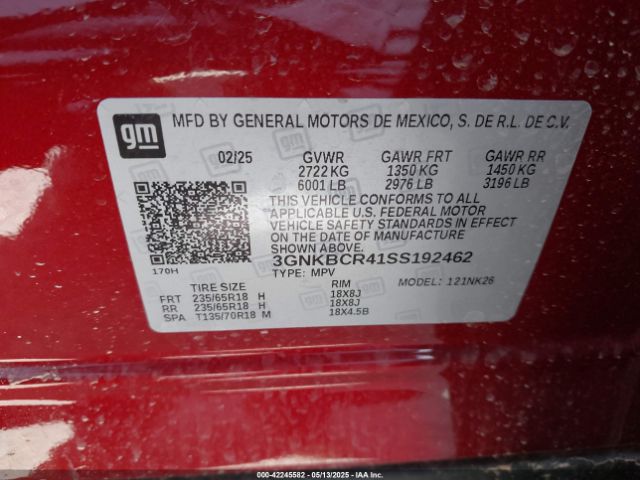 gm
MFD BY GENERAL MOTORS DE MEXICO, S. DE R.L. DE C.V.
02/25 GVWR GAWR FRT GAWR RR
2722 KG 1350 KG 1450 KG
6001 LB 2976 LB 3196 LB
THIS VEHICLE CONFORMS TO ALL
APPLICABLE U.S. FEDERAL MOTOR
VEHICLE SAFETY STANDARDS IN EFFECT
ON THE DATE OF MANUFACTURE
SHOWN ABOVE.
3GNKBCR41SS192462
170H
TYPE: MPV
MODEL: 121NK26
TIRE SIZE RIM
FRT 235/65R18 H 18X8J
RR 235/65R18 H 18X8J
SPA T135/70R18 M 18X4.5B
000-42245582 — 05/13/2025 — Copyright IAA, LLC